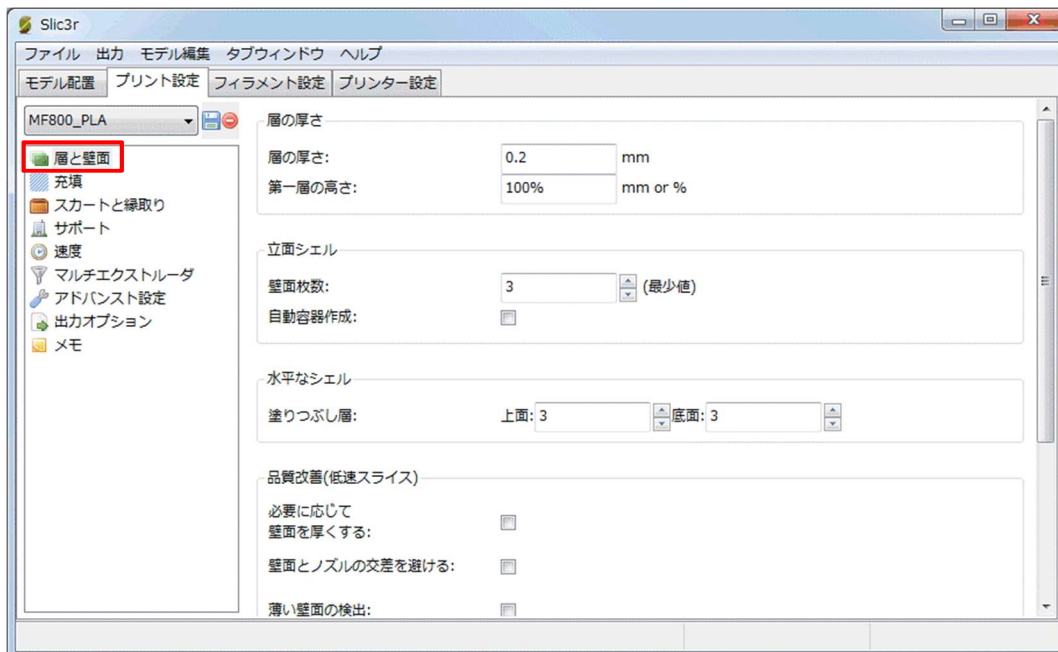 Slic3r
ファイル 出力 モデル編集 タブウィンドウ ヘルプ
モデル配置 プリント設定 フィラメント設定 プリンター設定
MF800_PLA
層と壁面
充填
スカートと縁取り
サポート
速度
マルチエクストルーダ
アドバンスト設定
出力オプション
メモ
層の厚さ
層の厚さ: 0.2 mm
第一層の高さ: 100% mm or %
立面シェル
壁面枚数: 3 (最少値)
自動容器作成:
水平なシェル
塗りつぶし層: 上面: 3 底面: 3
品質改善(低速スライス)
必要に応じて
壁面を厚くする:
壁面とノズルの交差を避ける:
薄い壁面の検出: